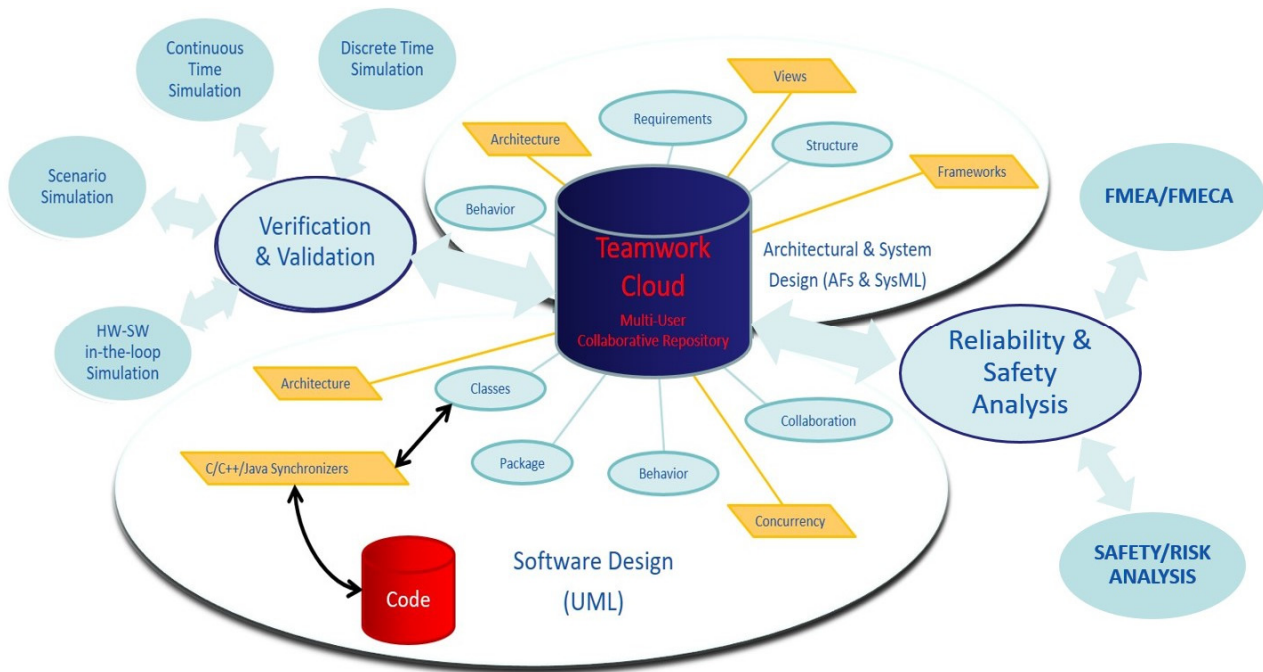 Continuous
Time
Simulation
Discrete Time
Simulation
Scenario
Simulation
HW-SW
in-the-loop
Simulation
Verification
& Validation
Views
Requirements
Architecture
Structure
Frameworks
Behavior
Teamwork
Cloud
Multi-User
Collaborative Repository
Architectural & System
Design (AFs & SysML)
FMEA/FMECA
Reliability &
Safety
Analysis
SAFETY/RISK
ANALYSIS
Architecture
Classes
Collaboration
C/C++/Java Synchronizers
Package
Behavior
Concurrency
Code
Software Design
(UML)